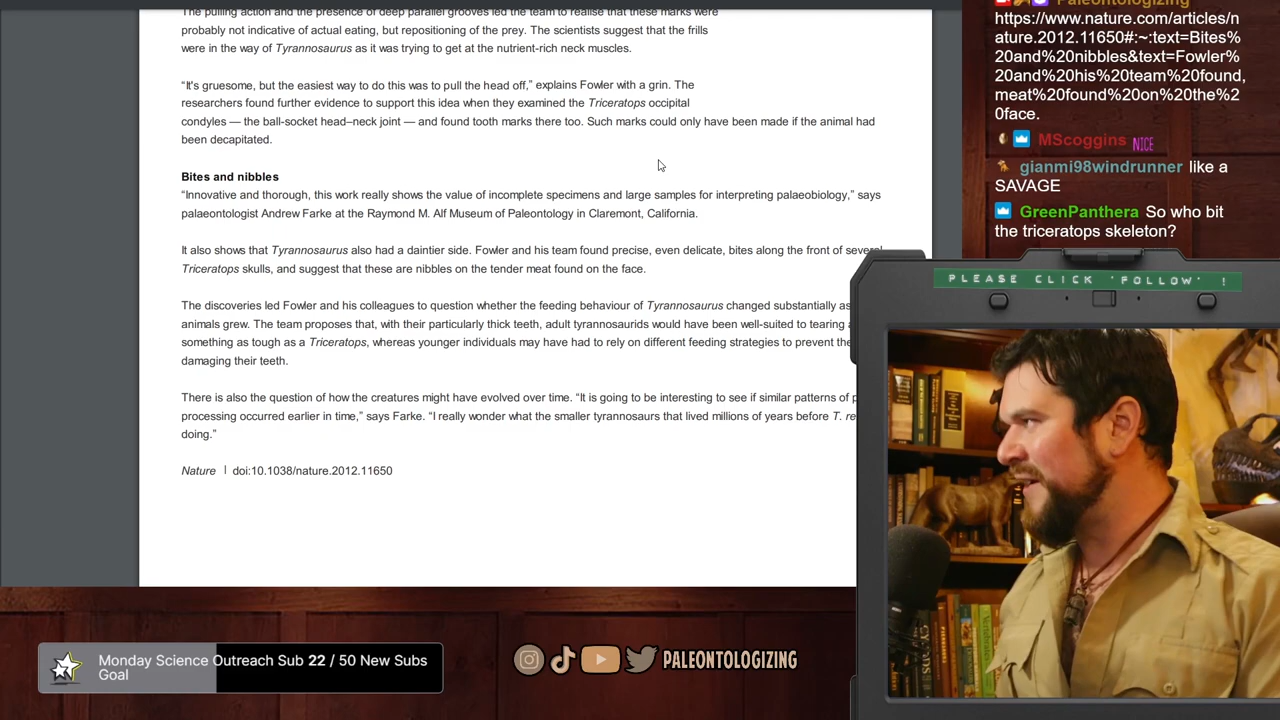 The pulling action and the presence of deep parallel grooves led the team to realise that these marks were
probably not indicative of actual eating, but repositioning of the prey. The scientists suggest that the frills
were in the way of Tyrannosaurus as it was trying to get at the nutrient-rich neck muscles.
“It's gruesome, but the easiest way to do this was to pull the head off,” explains Fowler with a grin. The
researchers found further evidence to support this idea when they examined the Triceratops occipital
condyles — the ball-socket head–neck joint — and found tooth marks there too. Such marks could only have been made if the animal had
been decapitated.
Bites and nibbles
“Innovative and thorough, this work really shows the value of incomplete specimens and large samples for interpreting palaeobiology,” says
palaeontologist Andrew Farke at the Raymond M. Alf Museum of Paleontology in Claremont, California.
It also shows that Tyrannosaurus also had a daintier side. Fowler and his team found precise, even delicate, bites along the front of several
Triceratops skulls, and suggest that these are nibbles on the tender meat found on the face.
The discoveries led Fowler and his colleagues to question whether the feeding behaviour of Tyrannosaurus changed substantially as
animals grew. The team proposes that, with their particularly thick teeth, adult tyrannosaurids would have been well-suited to tearing
something as tough as a Triceratops, whereas younger individuals may have had to rely on different feeding strategies to prevent
damaging their teeth.
There is also the question of how the creatures might have evolved over time. “It is going to be interesting to see if similar patterns of
processing occurred earlier in time,” says Farke. “I really wonder what the smaller tyrannosaurs that lived millions of years before T. re
doing.”
Nature | doi:10.1038/nature.2012.11650
Paleontologizing
https://www.nature.com/articles/n
ature.2012.11650#:~:text=Bites%
20and%20nibbles&text=Fowler%
20and%20his%20team%20found,
meat%20found%20on%20the%2
0face.
MScoggins NICE
gianmi98windrunner like a
SAVAGE
GreenPanthera So who bit
the triceratops skeleton?
PLEASE CLICK 'FOLLOW' !
Monday Science Outreach Sub 22 / 50 New Subs
Goal
PALEONTOLOGIZING